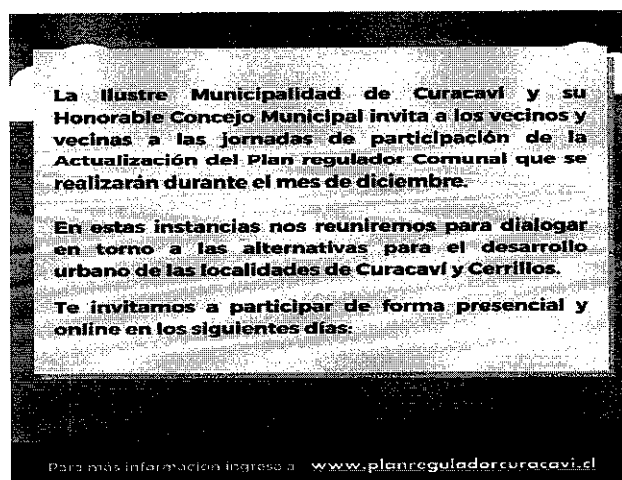 La Ilustre Municipalidad de Curacaví y su
Honorable Concejo Municipal invita a los vecinos y
vecinas a las jornadas de participación de la
Actualización del Plan regulador Comunal que se
realizarán durante el mes de diciembre.
En estas instancias nos reuniremos para dialogar
en torno a las alternativas para el desarrollo
urbano de las localidades de Curacaví y Cerrillos.
Te invitamos a participar de forma presencial y
online en los siguientes días:
Para más información ingresa a www.planreguladorcuracavi.cl